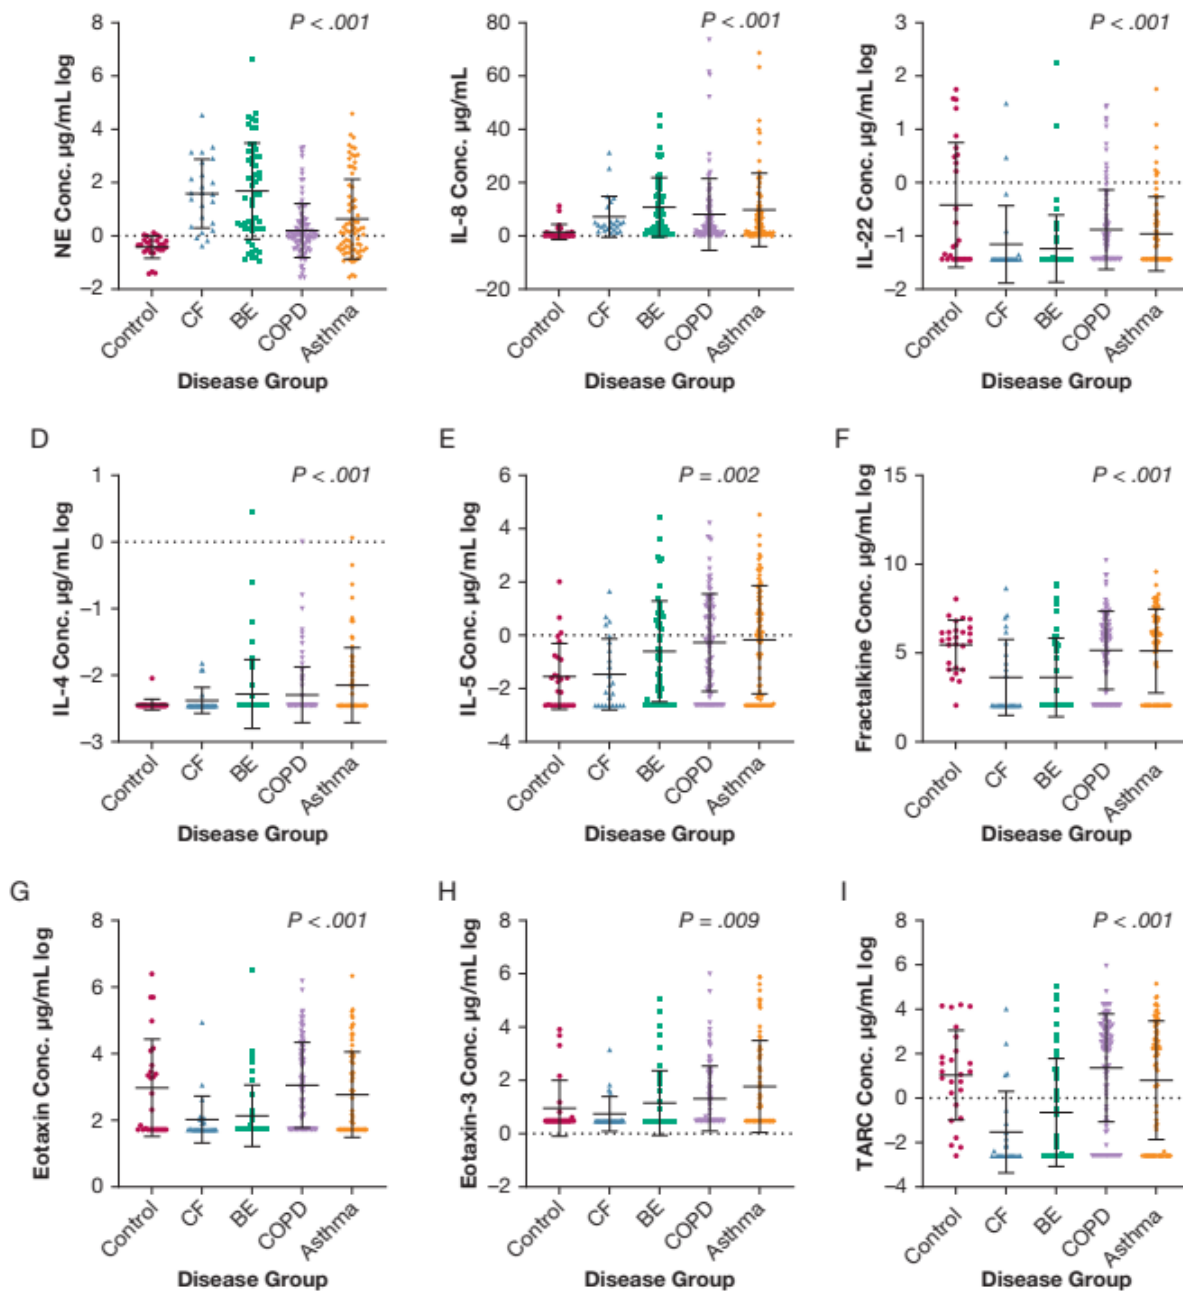 P < .001
8
6
4
2
0
–2
NE Conc. µg/mL log
Control
CF
BE
COPD
Asthma
Disease Group
P < .001
80
60
40
20
0
–20
IL-8 Conc. µg/mL
Control
CF
BE
COPD
Asthma
Disease Group
P < .001
3
2
1
–0
–1
–2
IL-22 Conc. µg/mL log
Control
CF
BE
COPD
Asthma
Disease Group
D
P < .001
1
0
–1
–2
–3
IL-4 Conc. µg/mL log
Control
CF
BE
COPD
Asthma
Disease Group
E
P = .002
6
4
2
0
–2
–4
IL-5 Conc. µg/mL log
Control
CF
BE
COPD
Asthma
Disease Group
F
P < .001
15
10
5
0
Fractalkine Conc. µg/mL log
Control
CF
BE
COPD
Asthma
Disease Group
G
P < .001
8
6
4
2
0
Eotaxin Conc. µg/mL log
Control
CF
BE
COPD
Asthma
Disease Group
H
P = .009
8
6
4
2
0
–2
Eotaxin-3 Conc. µg/mL log
Control
CF
BE
COPD
Asthma
Disease Group
I
P < .001
8
6
4
2
0
–2
–4
TARC Conc. µg/mL log
Control
CF
BE
COPD
Asthma
Disease Group